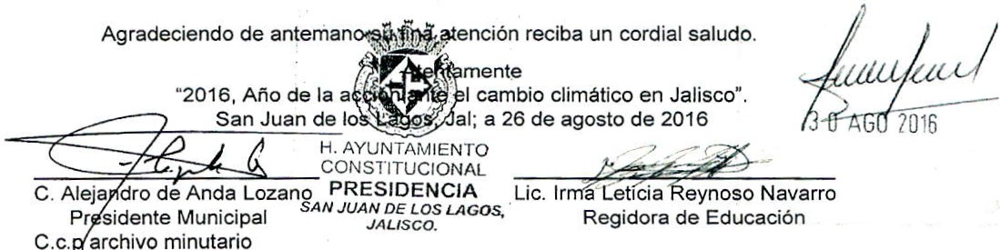 Agradeciendo de antemano su fina atención reciba un cordial saludo.
Atentamente
"2016, Año de la acción ante el cambio climático en Jalisco".
San Juan de los Lagos, Jal; a 26 de agosto de 2016
30 AGO 2016
H. AYUNTAMIENTO
CONSTITUCIONAL
PRESIDENCIA
SAN JUAN DE LOS LAGOS,
JALISCO.
C. Alejandro de Anda Lozano
Presidente Municipal
C.c.p archivo minutario
Lic. Irma Leticia Reynoso Navarro
Regidora de Educación